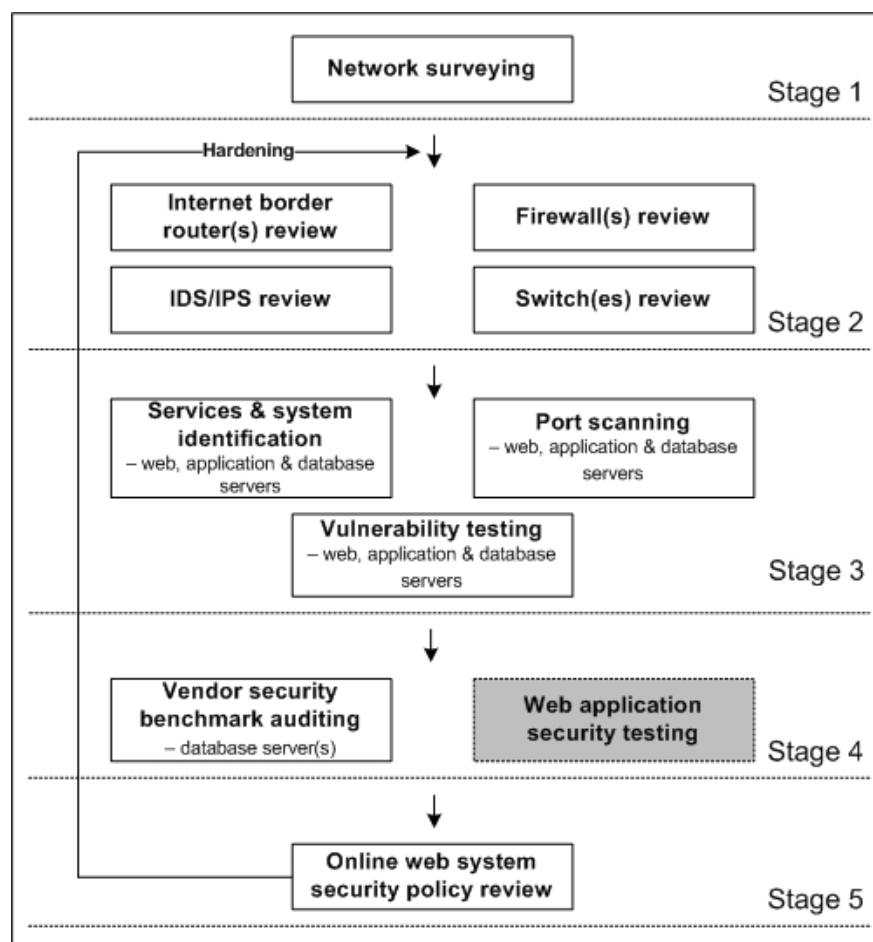 Network surveying
Stage 1
Hardening
Internet border
router(s) review
Firewall(s) review
IDS/IPS review
Switch(es) review
Stage 2
Services & system
identification
– web, application & database
servers
Port scanning
– web, application & database
servers
Vulnerability testing
– web, application & database
servers
Stage 3
Vendor security
benchmark auditing
– database server(s)
Web application
security testing
Stage 4
Online web system
security policy review
Stage 5